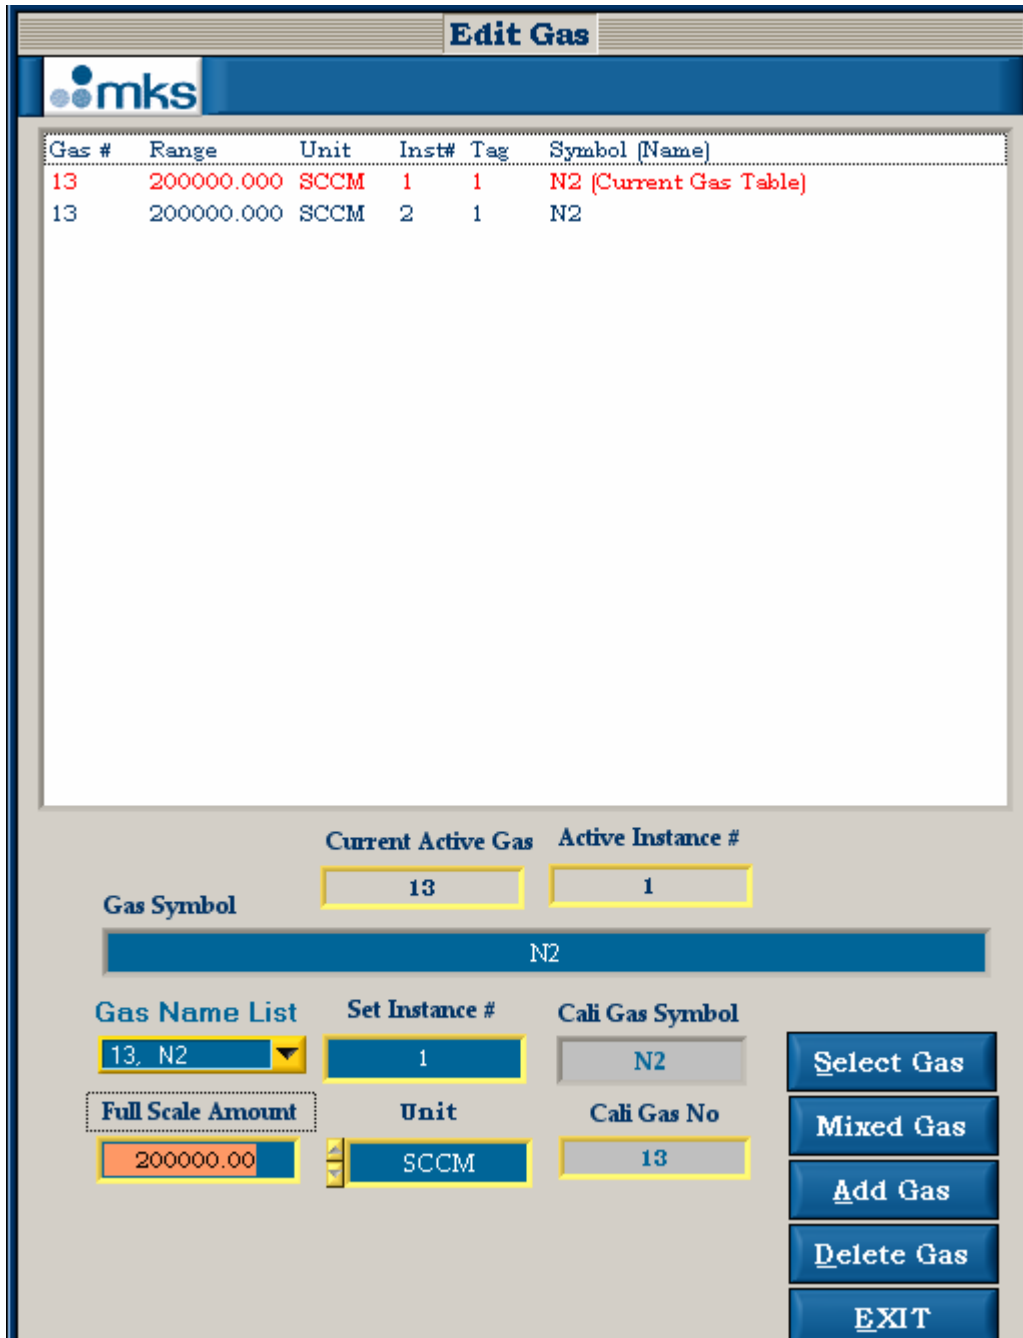 Edit Gas
mks
Gas # Range Unit Inst# Tag Symbol (Name)
13 200000.000 SCCM 1 1 N2 (Current Gas Table)
13 200000.000 SCCM 2 1 N2
Current Active Gas Active Instance #
13 1
Gas Symbol
N2
Gas Name List Set Instance # Cali Gas Symbol
13, N2 1 N2 Select Gas
Full Scale Amount Unit Cali Gas No Mixed Gas
200000.00 SCCM 13
Add Gas
Delete Gas
EXIT